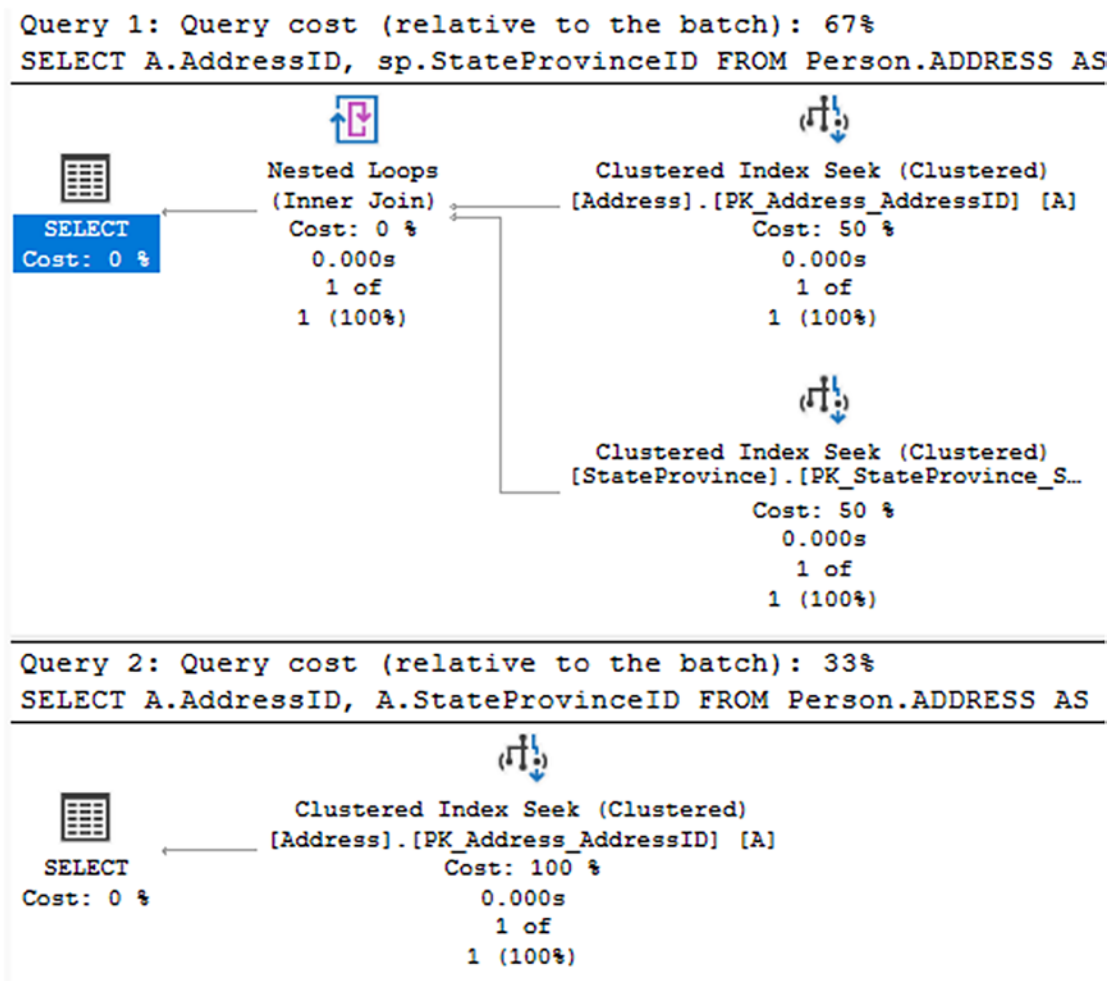 Query 1: Query cost (relative to the batch): 67%
SELECT A.AddressID, sp.StateProvinceID FROM Person.ADDRESS AS
Nested Loops
(Inner Join)
Cost: 0 %
0.000s
1 of
1 (100%)
Clustered Index Seek (Clustered)
[Address].[PK_Address_AddressID] [A]
Cost: 50 %
0.000s
1 of
1 (100%)
SELECT
Cost: 0 %
Clustered Index Seek (Clustered)
[StateProvince].[PK_StateProvince_S…
Cost: 50 %
0.000s
1 of
1 (100%)
Query 2: Query cost (relative to the batch): 33%
SELECT A.AddressID, A.StateProvinceID FROM Person.ADDRESS AS
Clustered Index Seek (Clustered)
[Address].[PK_Address_AddressID] [A]
Cost: 100 %
0.000s
1 of
1 (100%)
SELECT
Cost: 0 %